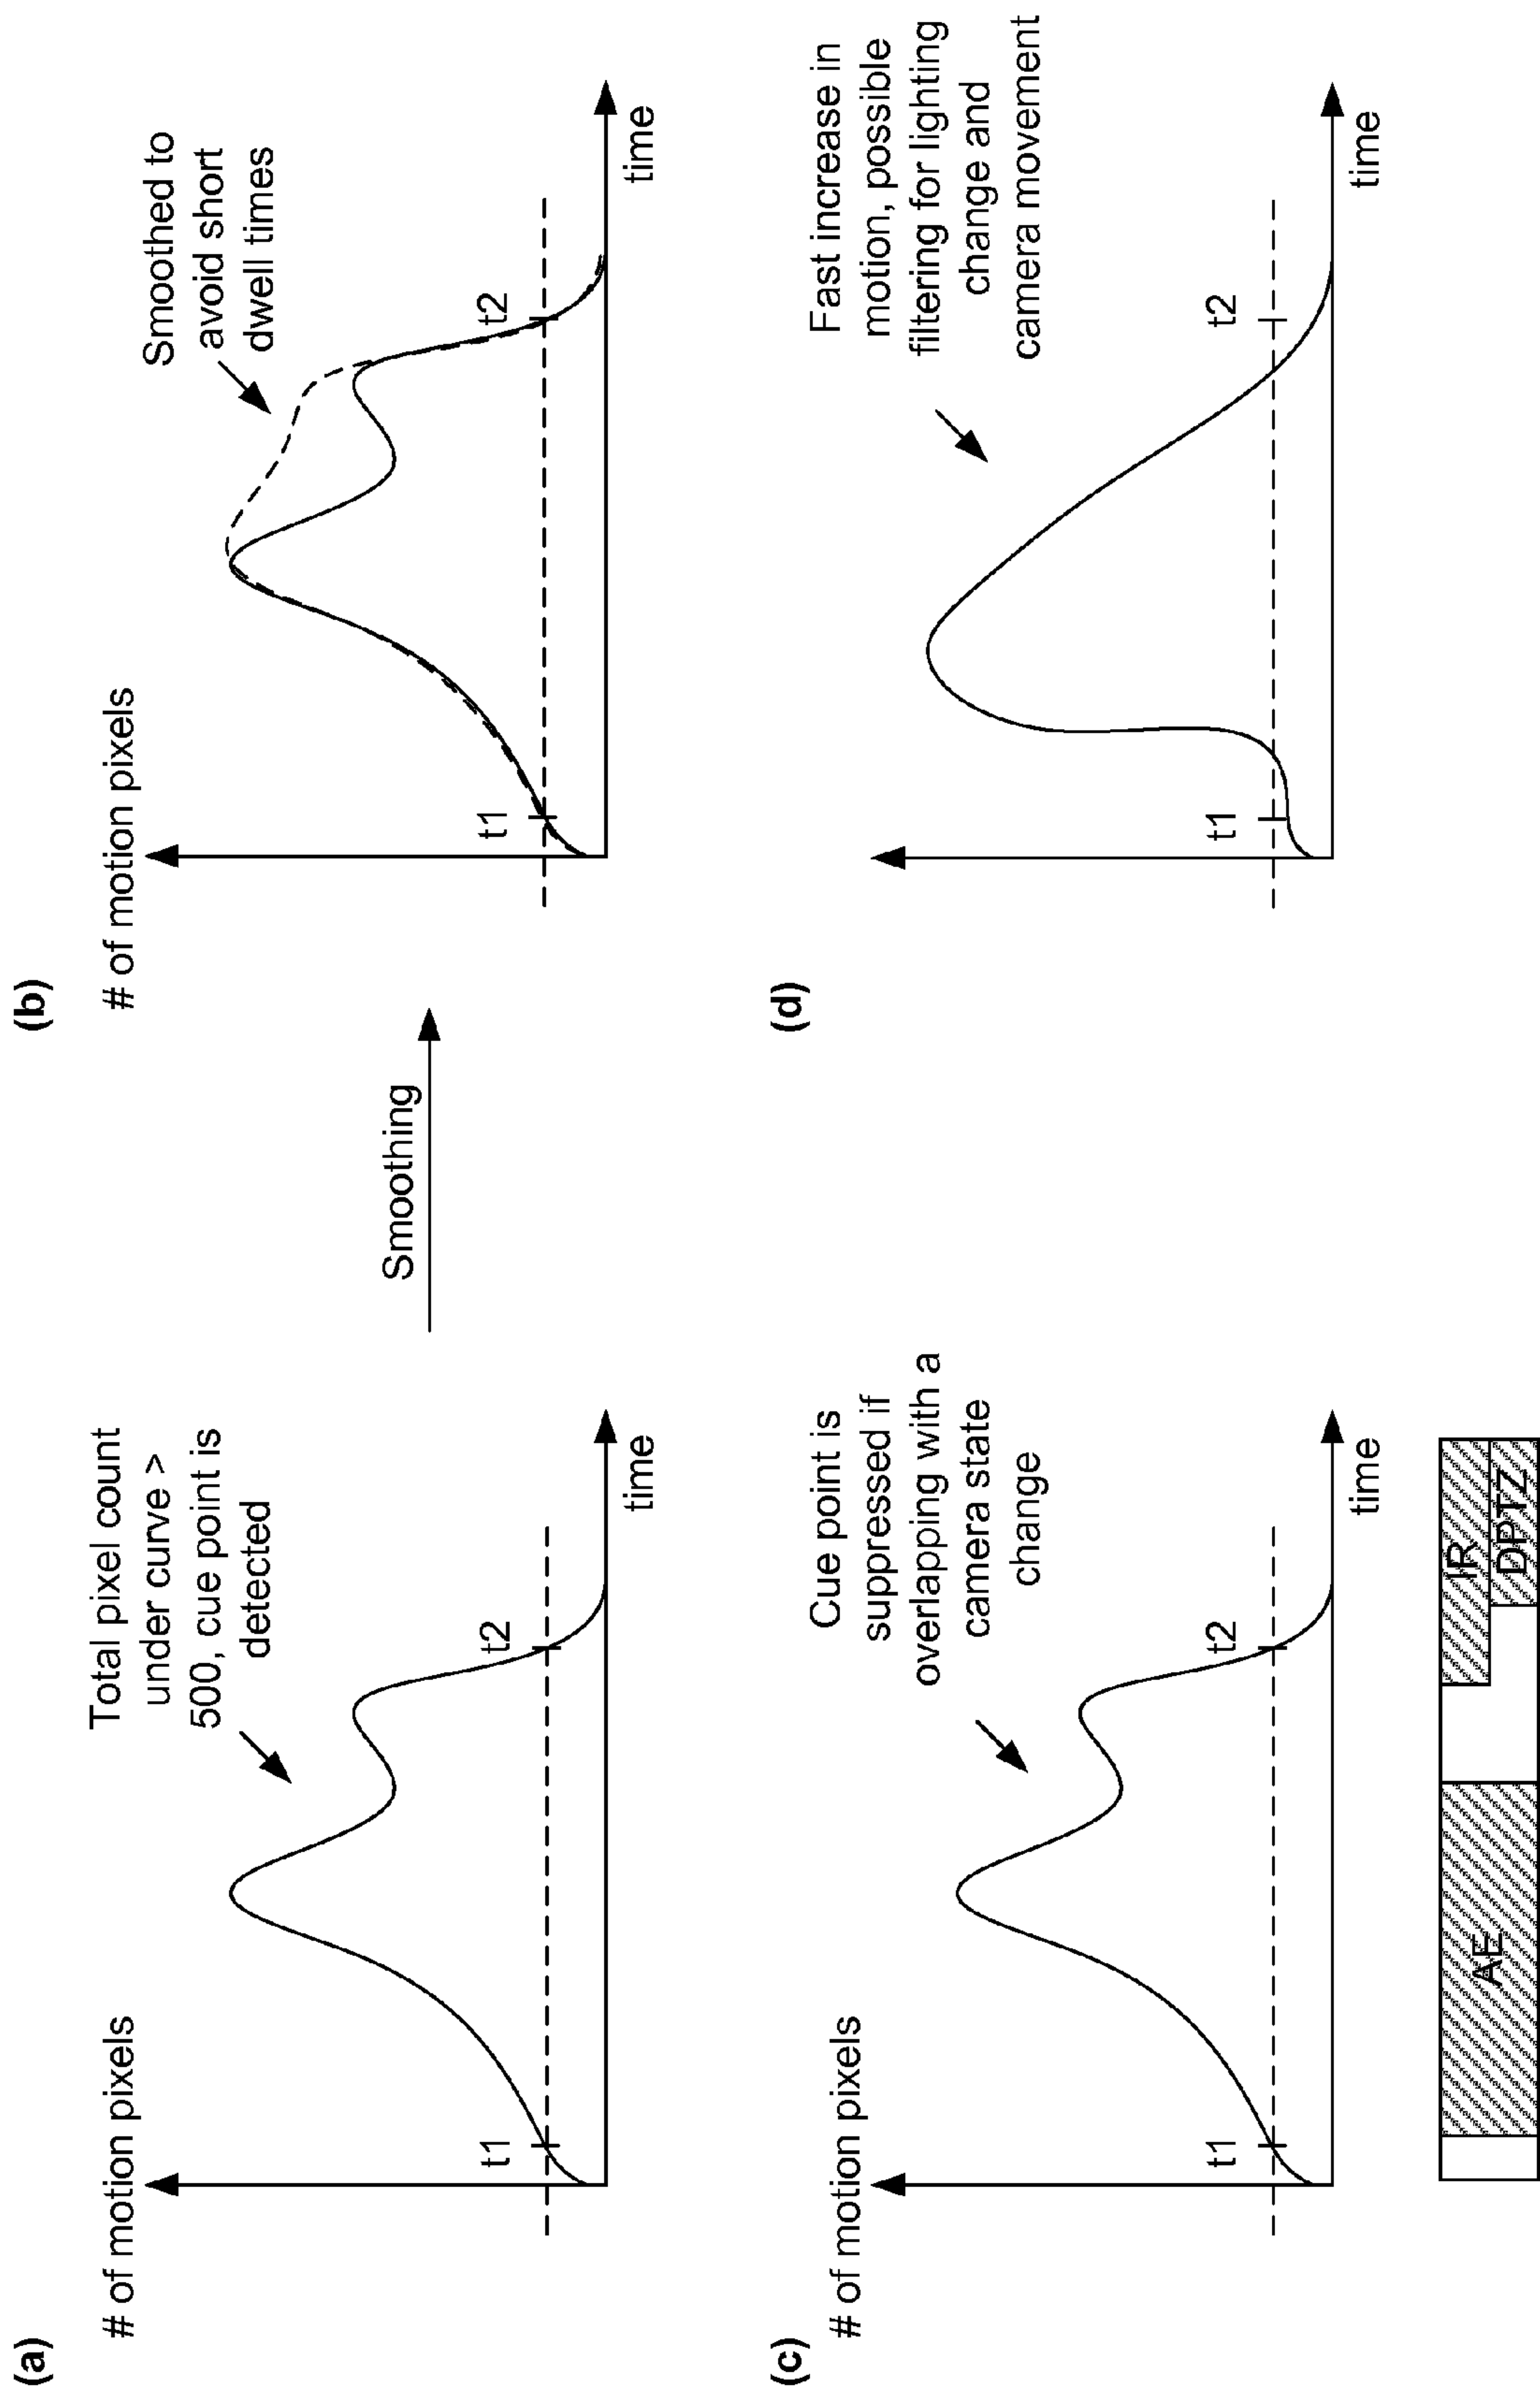 (a)
# of motion pixels
Total pixel count
under curve >
500, cue point is
detected
t1
t2
time
Smoothing
(b)
# of motion pixels
Smoothed to
avoid short
dwell times
t1
t2
time
(c)
# of motion pixels
Cue point is
suppressed if
overlapping with a
camera state
change
t1
t2
time
AE
IR
DPTZ
(d)
Fast increase in
motion, possible
filtering for lighting
change and
camera movement
t1
t2
time